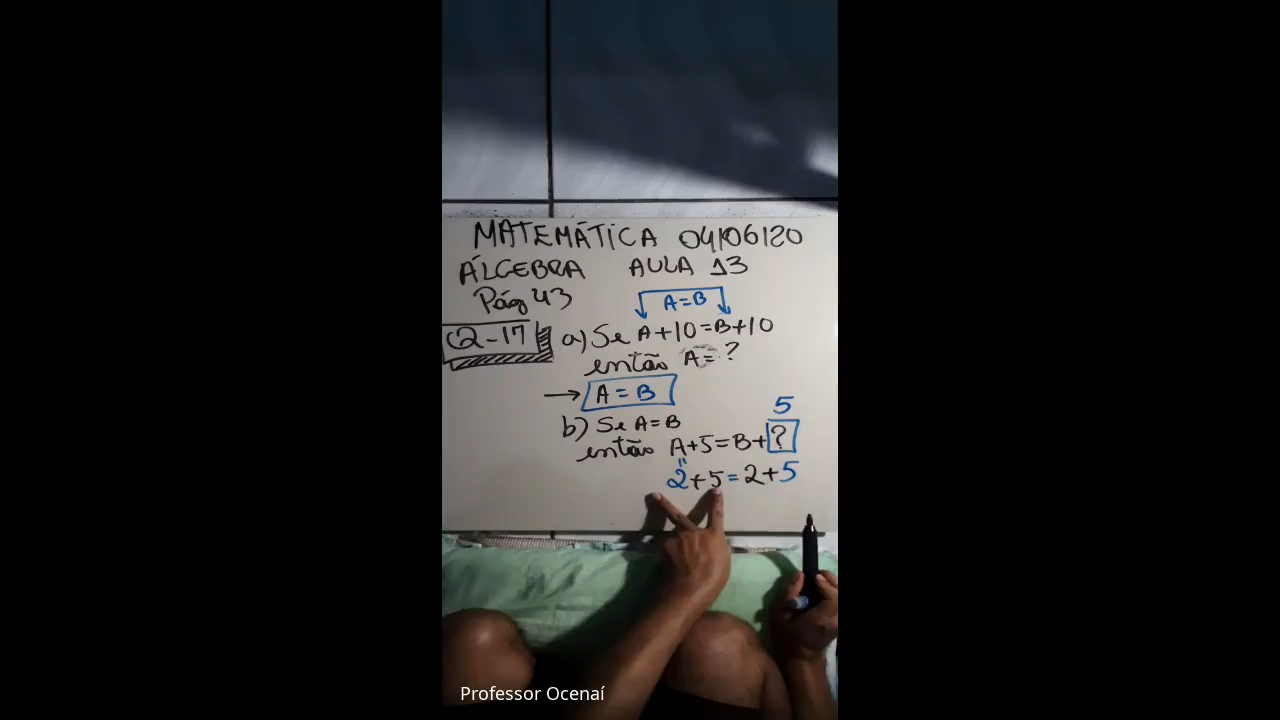 MATEMÁTICA 04/06/20
ÁLGEBRA AULA 13
Pág 43
A=B
Q-17 a) Se A+10=B+10
então A=?
→ A = B
b) Se A=B
5
então A+5=B+?
"
2+5=2+5
Professor Ocenaí